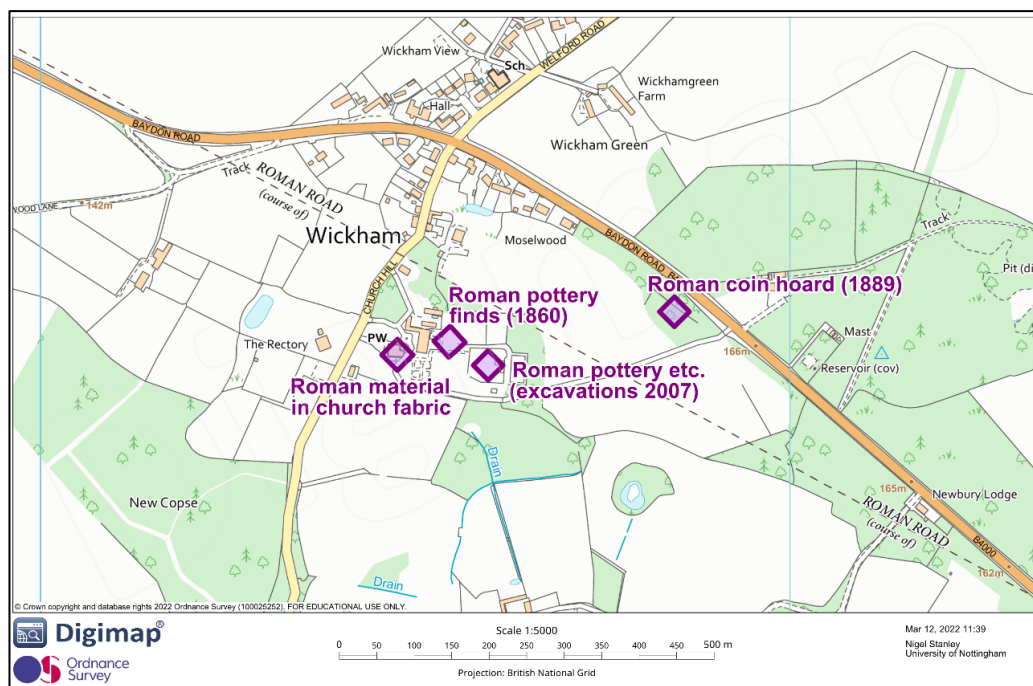 Wickham View
WELFORD ROAD
Sch
Wickhamgreen
Farm
Hall
BAYDON ROAD
Wickham Green
Track
ROMAN ROAD
(course of)
142m
Wickham
Moselwood
BAYDON ROAD
Track
Pit
CHURCH HILL
Roman coin hoard (1889)
Roman pottery
finds (1860)
Mast
The Rectory
PW
166m
Reservoir (cov)
Roman pottery etc.
(excavations 2007)
Roman material
in church fabric
Drain
New Copse
165m
Newbury Lodge
ROMAN ROAD
(course of)
B4000
162m
Drain
© Crown copyright and database rights 2022 Ordnance Survey (100025252). FOR EDUCATIONAL USE ONLY.
Digimap®
Ordnance
Survey
Scale 1:5000
0 50 100 150 200 250 300 350 400 450 500 m
Projection: British National Grid
Mar 12, 2022 11:39
Nigel Stanley
University of Nottingham